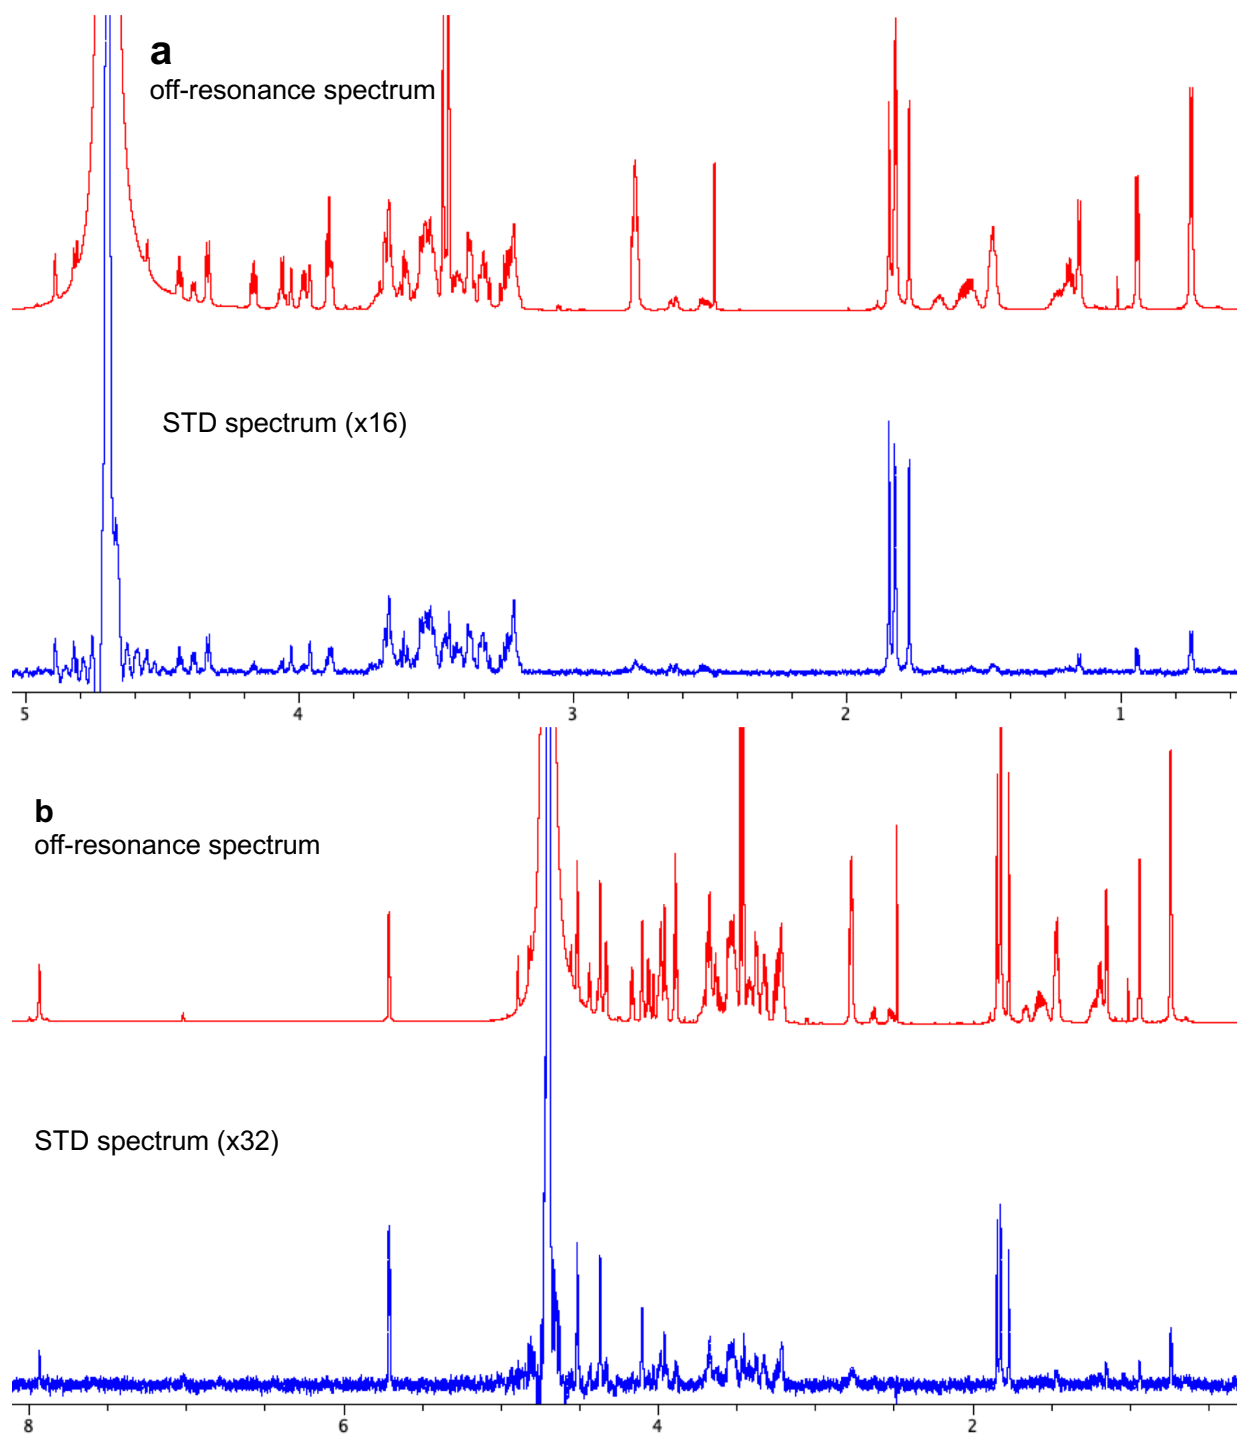 a
off-resonance spectrum
STD spectrum (x16)
5 4 3 2 1
b
off-resonance spectrum
STD spectrum (x32)
8 6 4 2